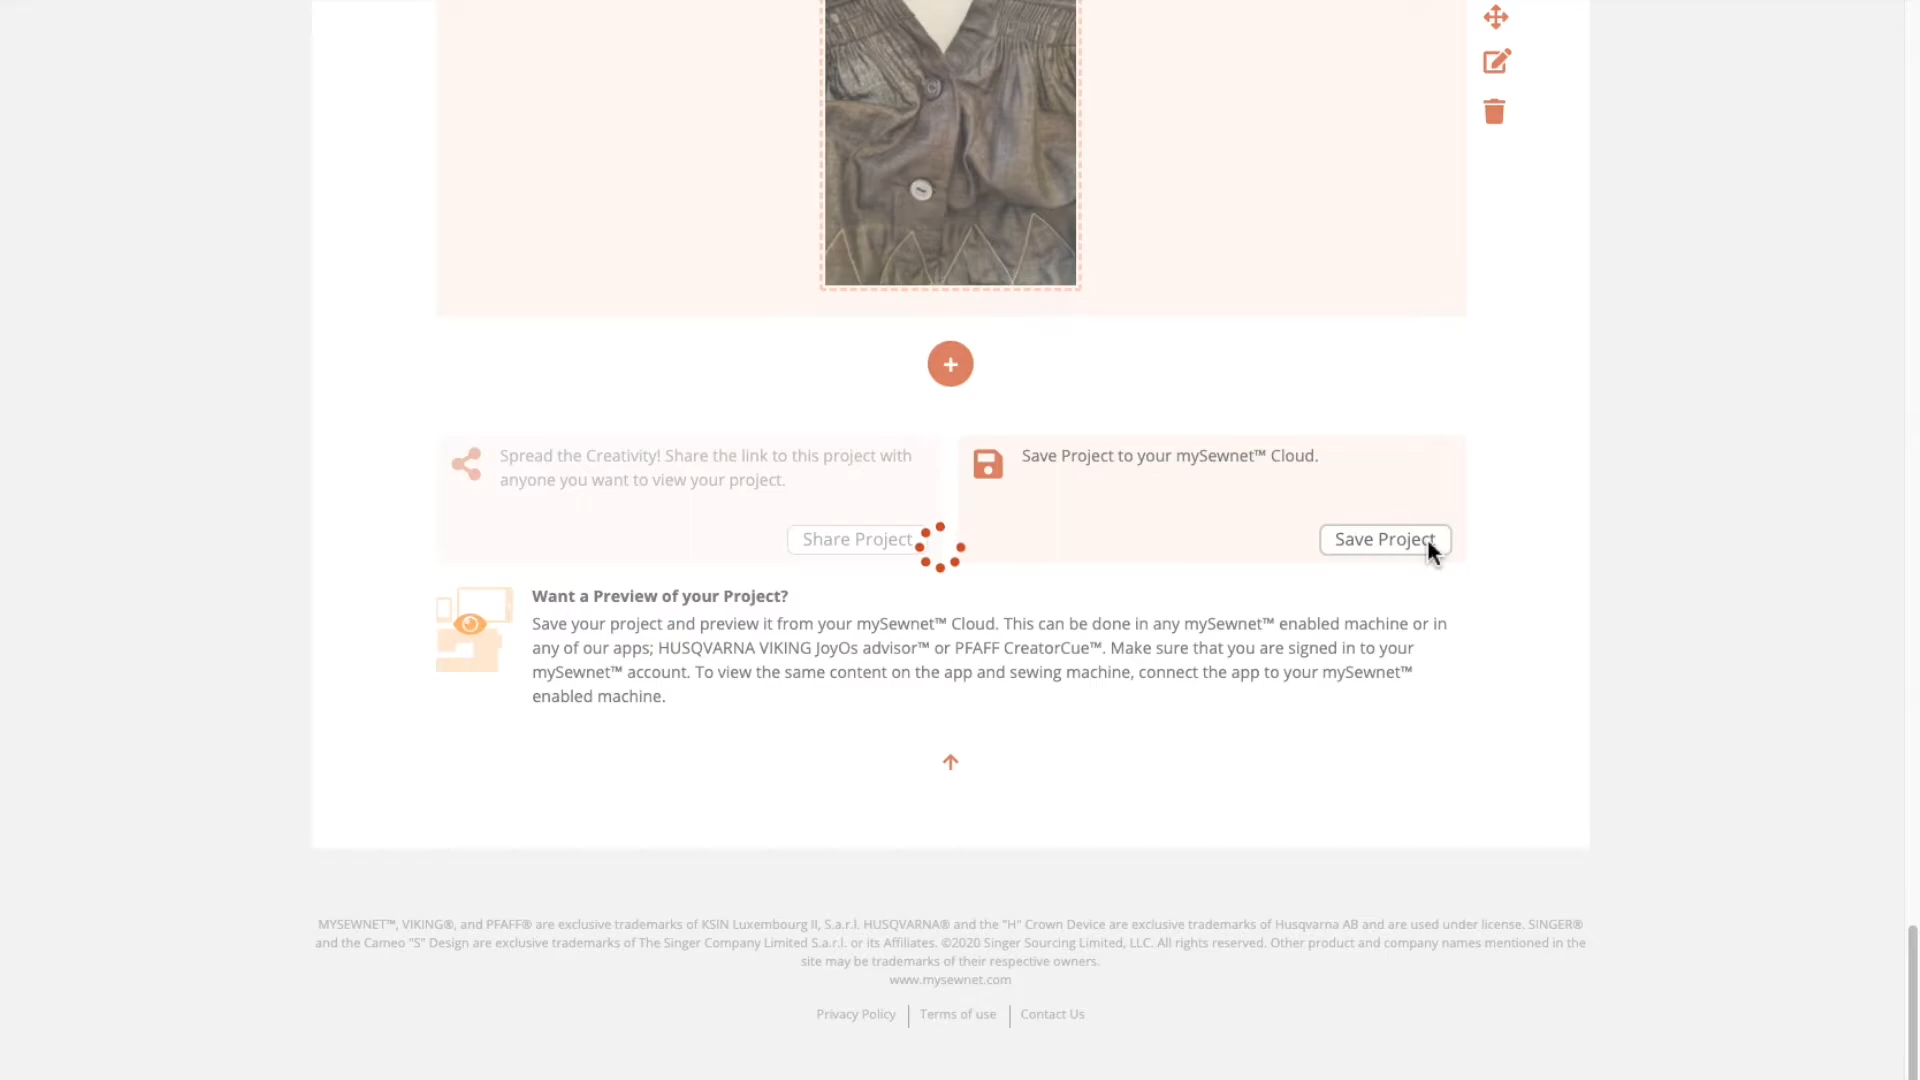 Spread the Creativity! Share the link to this project with
anyone you want to view your project.
Share Project
Save Project to your mySewnet™ Cloud.
Save Project
Want a Preview of your Project?
Save your project and preview it from your mySewnet™ Cloud. This can be done in any mySewnet™ enabled machine or in
any of our apps; HUSQVARNA VIKING JoyOs advisor™ or PFAFF CreatorCue™. Make sure that you are signed in to your
mySewnet™ account. To view the same content on the app and sewing machine, connect the app to your mySewnet™
enabled machine.
MYSEWNET™, VIKING®, and PFAFF® are exclusive trademarks of KSIN Luxembourg II, S.a.r.l. HUSQVARNA® and the "H" Crown Device are exclusive trademarks of Husqvarna AB and are used under license. SINGER®
and the Cameo "S" Design are exclusive trademarks of The Singer Company Limited S.a.r.l. or its Affiliates. ©2020 Singer Sourcing Limited, LLC. All rights reserved. Other product and company names mentioned in the
site may be trademarks of their respective owners.
www.mysewnet.com
Privacy Policy
Terms of use
Contact Us